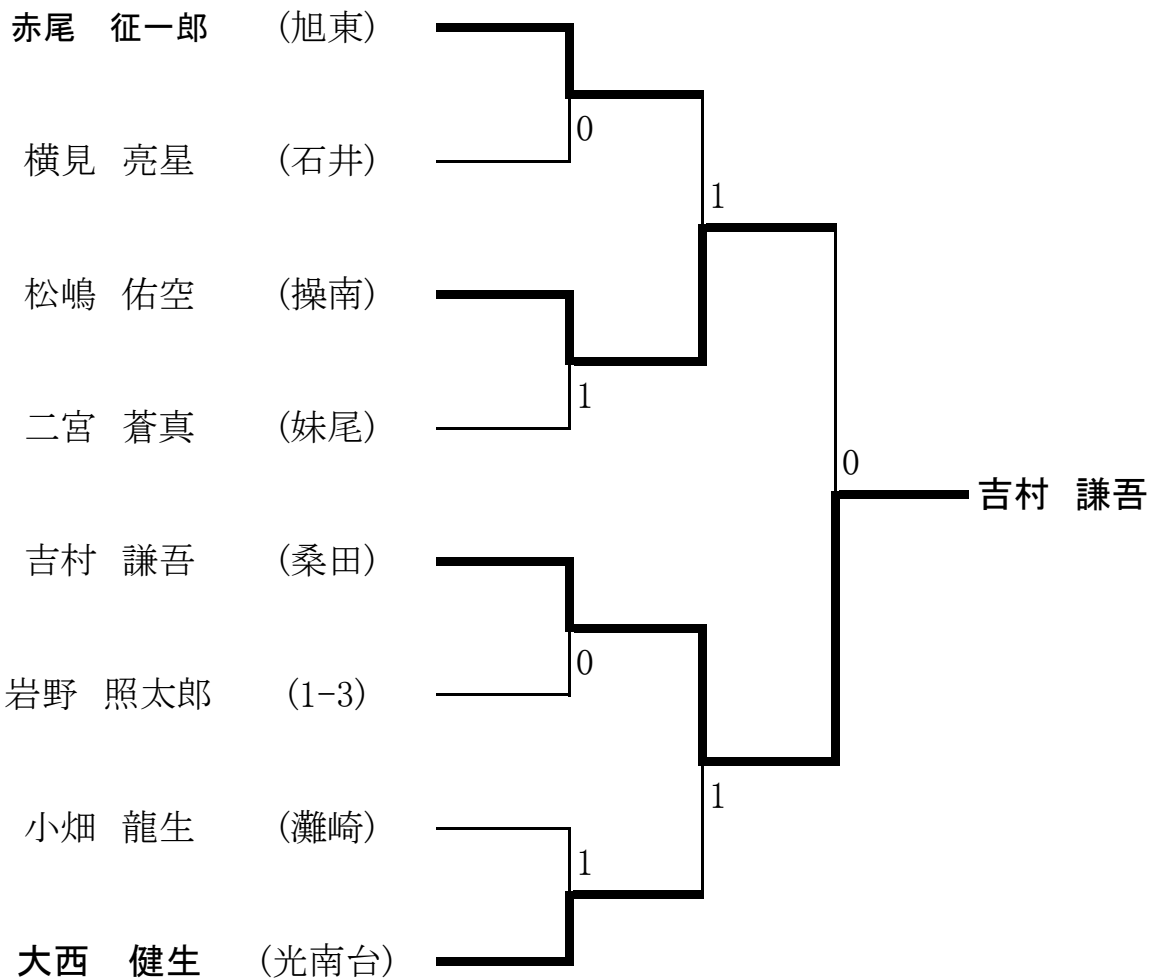 赤尾　征一郎　(旭東)
0
横見　亮星　(石井)
1
松嶋　佑空　(操南)
1
二宮　蒼真　(妹尾)
0
吉村　謙吾
吉村　謙吾　(桑田)
0
岩野　照太郎　(1-3)
1
小畑　龍生　(灘崎)
1
大西　健生　(光南台)